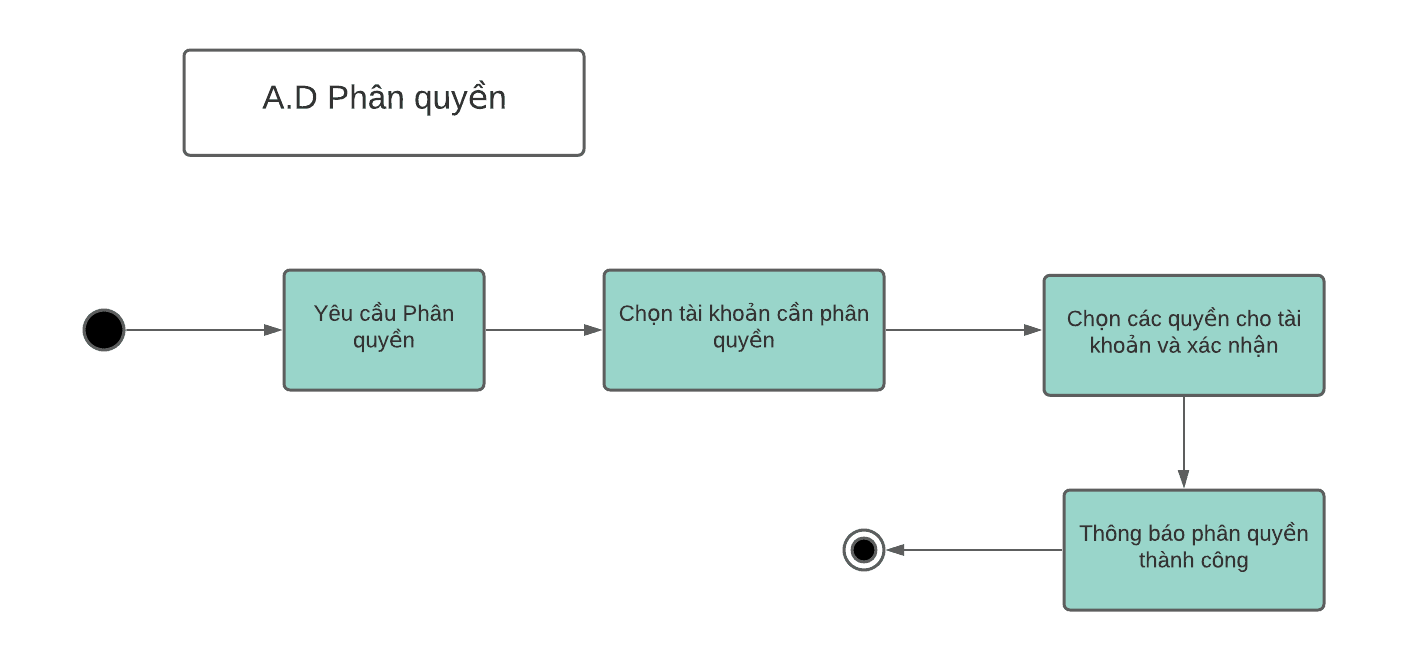 A.D Phân quyền
Yêu cầu Phân
quyền
Chọn tài khoản cần phân
quyền
Chọn các quyền cho tài
khoản và xác nhận
Thông báo phân quyền
thành công